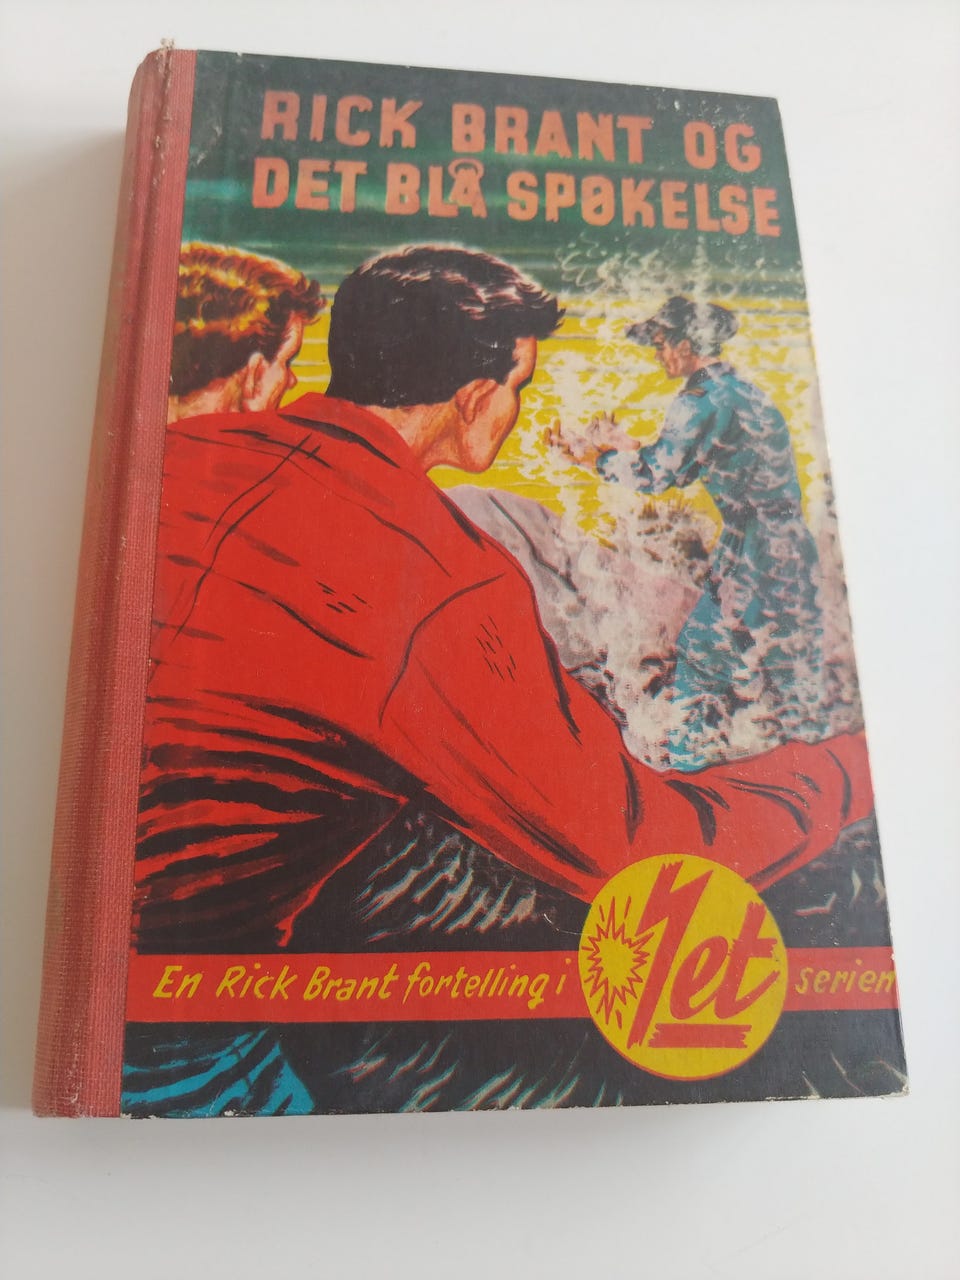 RICK BRANT OG
DET BLÅ SPØKELSE
En Rick Brant fortelling i Jet serien